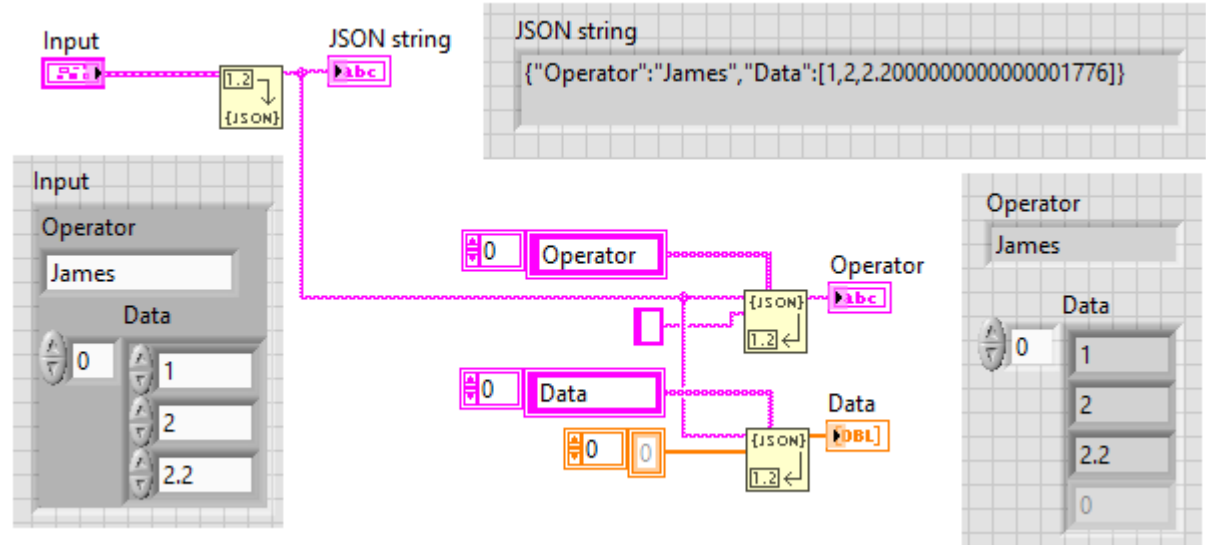 Input
JSON string
abc
1.2
{JSON}
JSON string
{"Operator":"James","Data":[1,2,2.2000000000000001776]}
Input
Operator
James
Data
0
1
2
2.2
0
Operator
Operator
abc
{JSON}
1.2
0
Data
Data
DBL]
0
0
{JSON}
1.2
Operator
James
Data
0
1
2
2.2
0